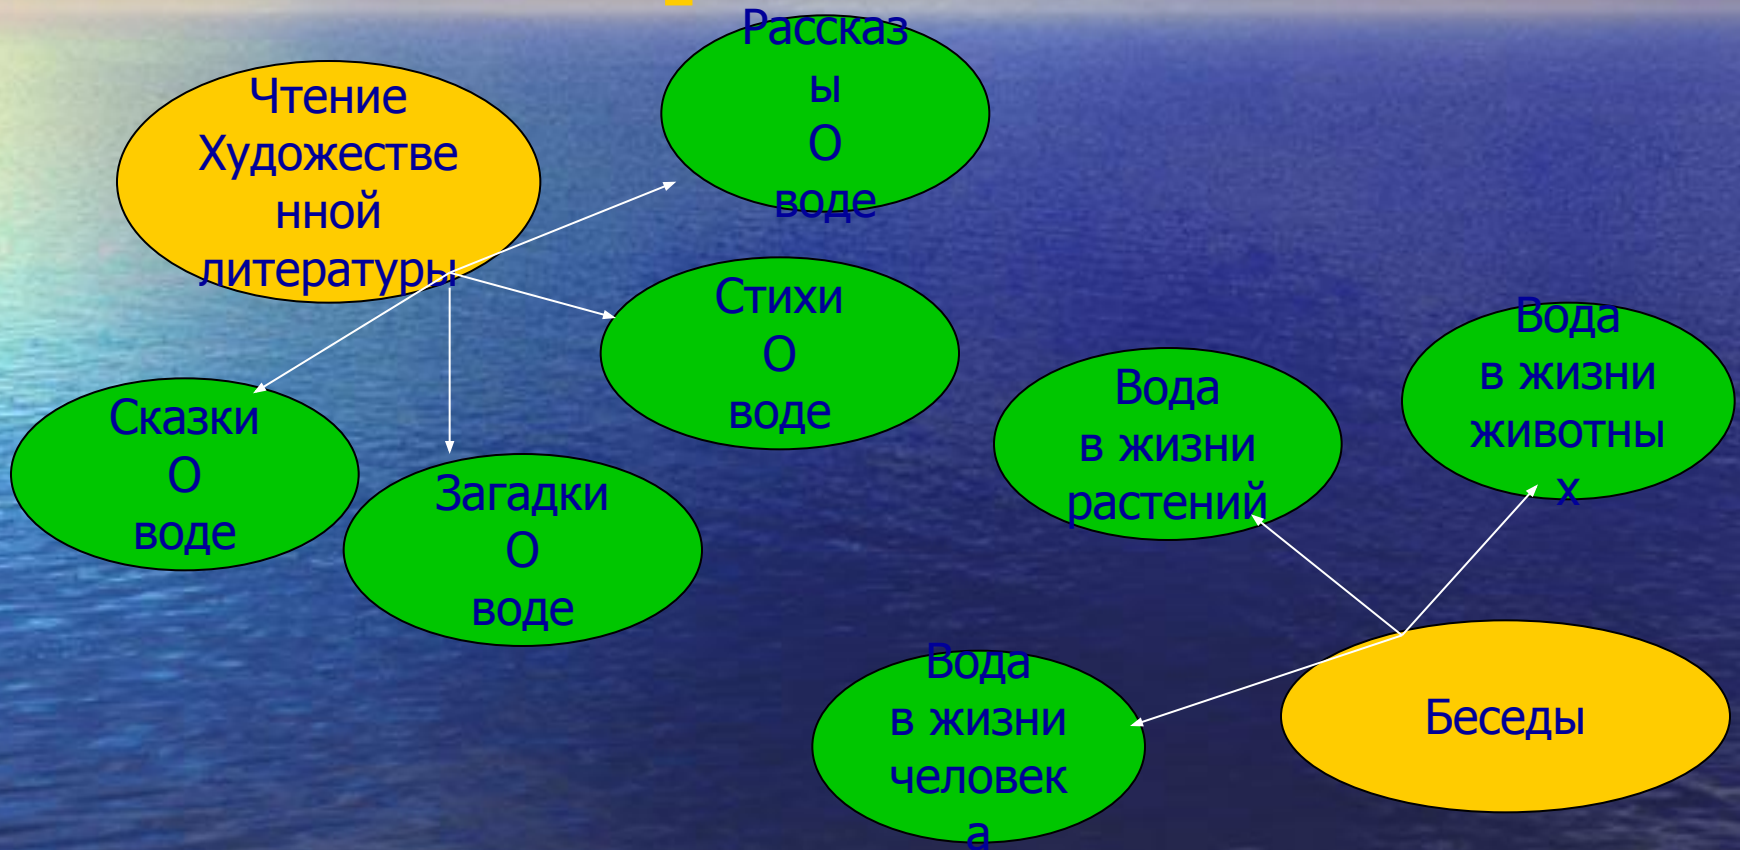 Чтение
Художестве
нной
литературы
Рассказ
ы
О
воде
Стихи
О
воде
Сказки
О
воде
Загадки
О
воде
Вода
в жизни
растений
Вода
в жизни
животны
х
Вода
в жизни
человек
а
Беседы